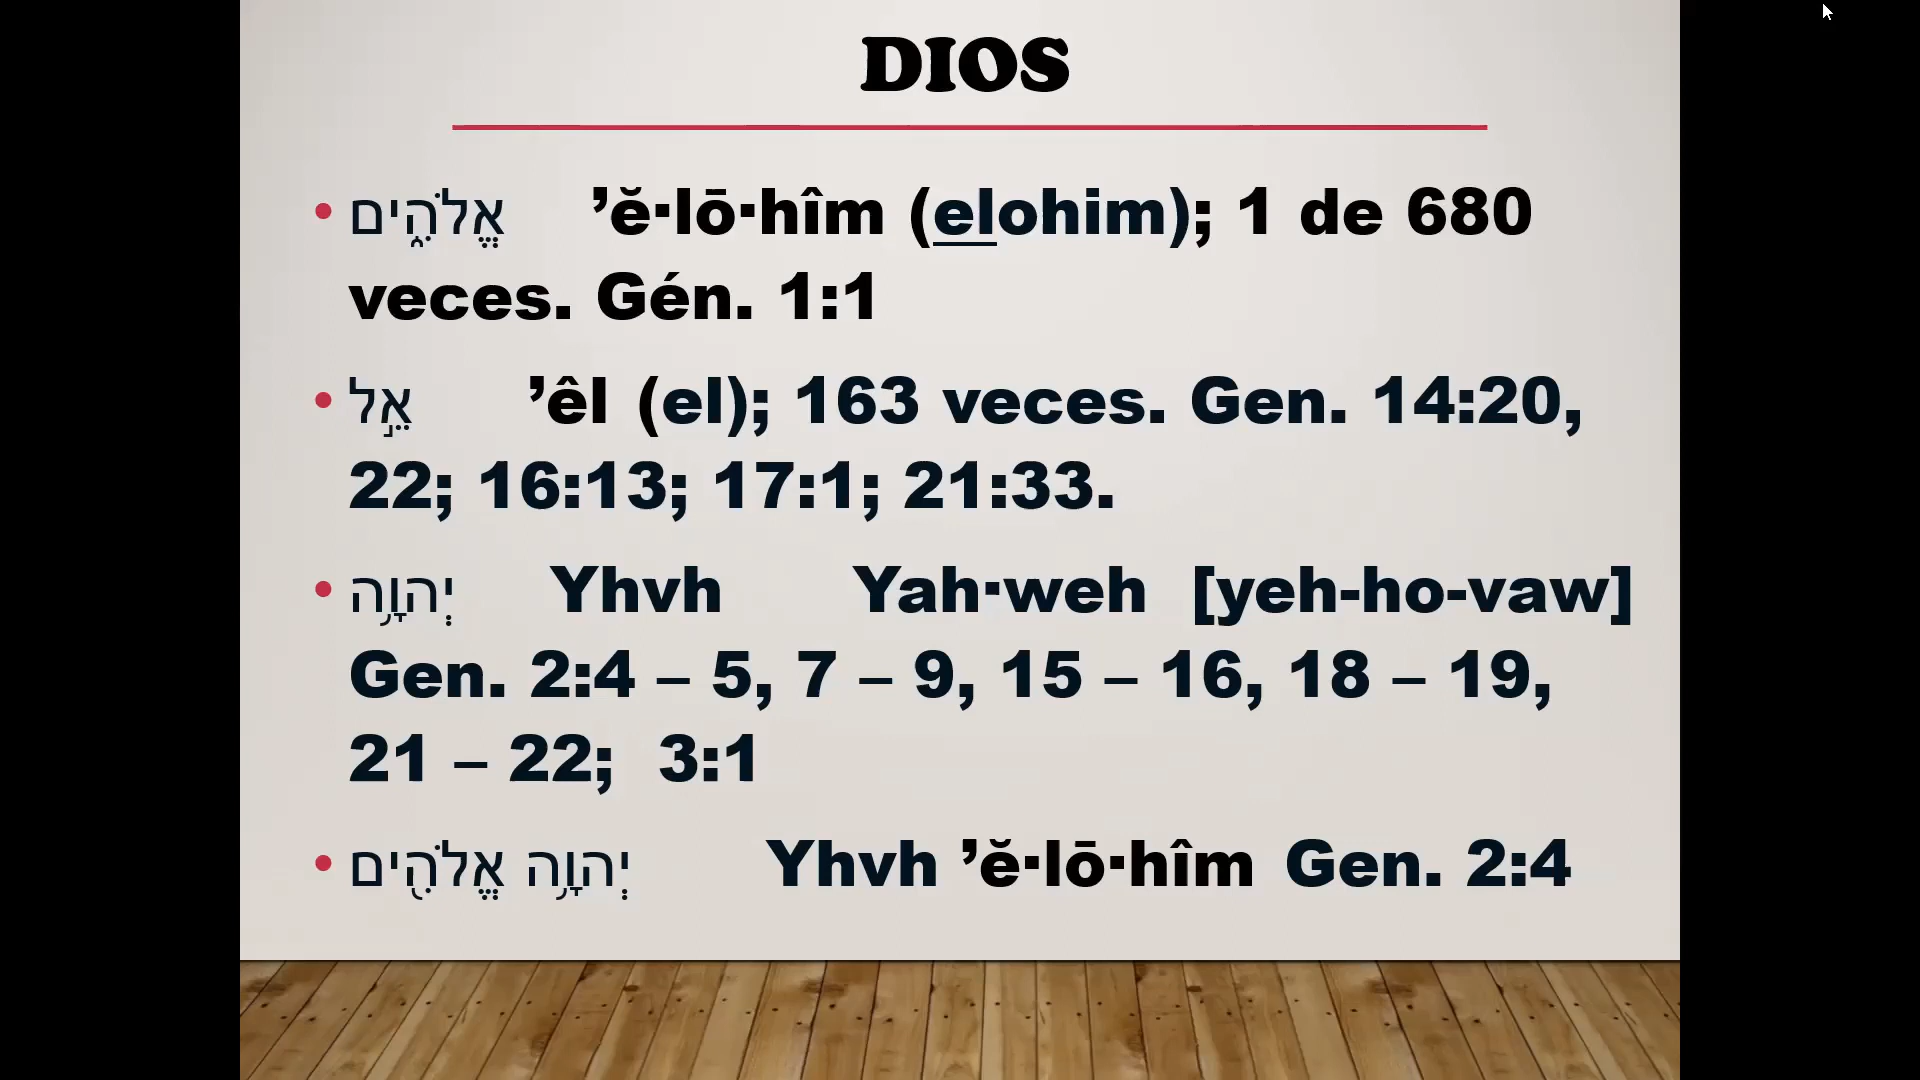 DIOS
• אֱלֹהִ֑ים ’ĕ·lō·hîm (elohim); 1 de 680
veces. Gén. 1:1
• אֵ֣ל ’êl (el); 163 veces. Gen. 14:20,
22; 16:13; 17:1; 21:33.
• יְהוָ֥ה Yhvh Yah·weh [yeh-ho-vaw]
Gen. 2:4 – 5, 7 – 9, 15 – 16, 18 – 19,
21 – 22; 3:1
• יְהוָ֥ה אֱלֹהִ֖ים Yhvh ’ĕ·lō·hîm Gen. 2:4